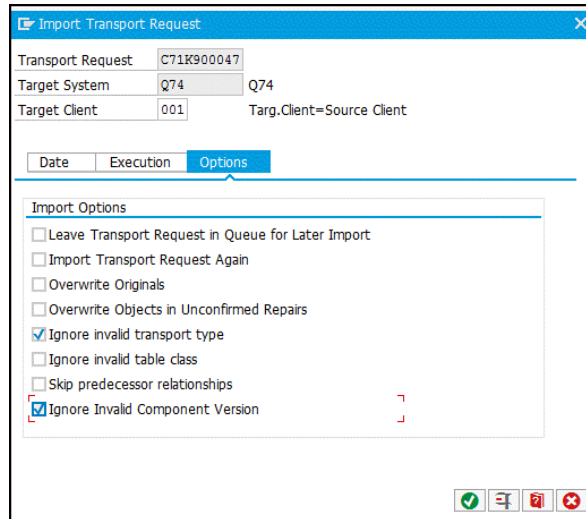 Import Transport Request
Transport Request C71K900047
Target System Q74 Q74
Target Client 001 Targ.Client=Source Client
Date Execution Options
Import Options
Leave Transport Request in Queue for Later Import
Import Transport Request Again
Overwrite Originals
Overwrite Objects in Unconfirmed Repairs
Ignore invalid transport type
Ignore invalid table class
Skip predecessor relationships
Ignore Invalid Component Version